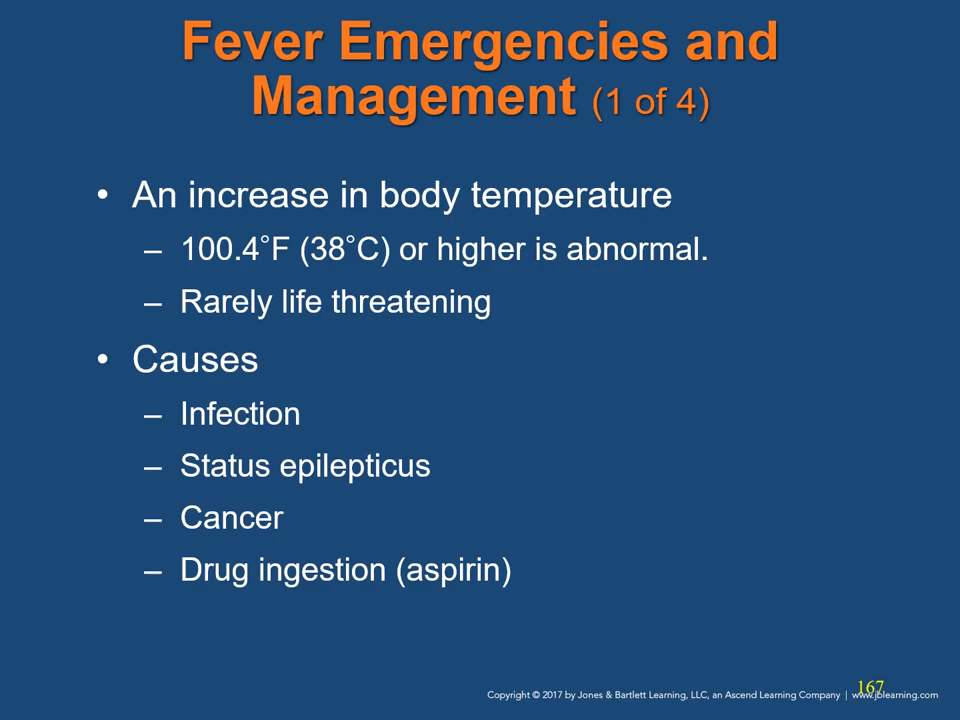 Fever Emergencies and
Management (1 of 4)
• An increase in body temperature
– 100.4˚F (38˚C) or higher is abnormal.
– Rarely life threatening
• Causes
– Infection
– Status epilepticus
– Cancer
– Drug ingestion (aspirin)
167
Copyright © 2017 by Jones & Bartlett Learning, LLC, an Ascend Learning Company | www.jblearning.com